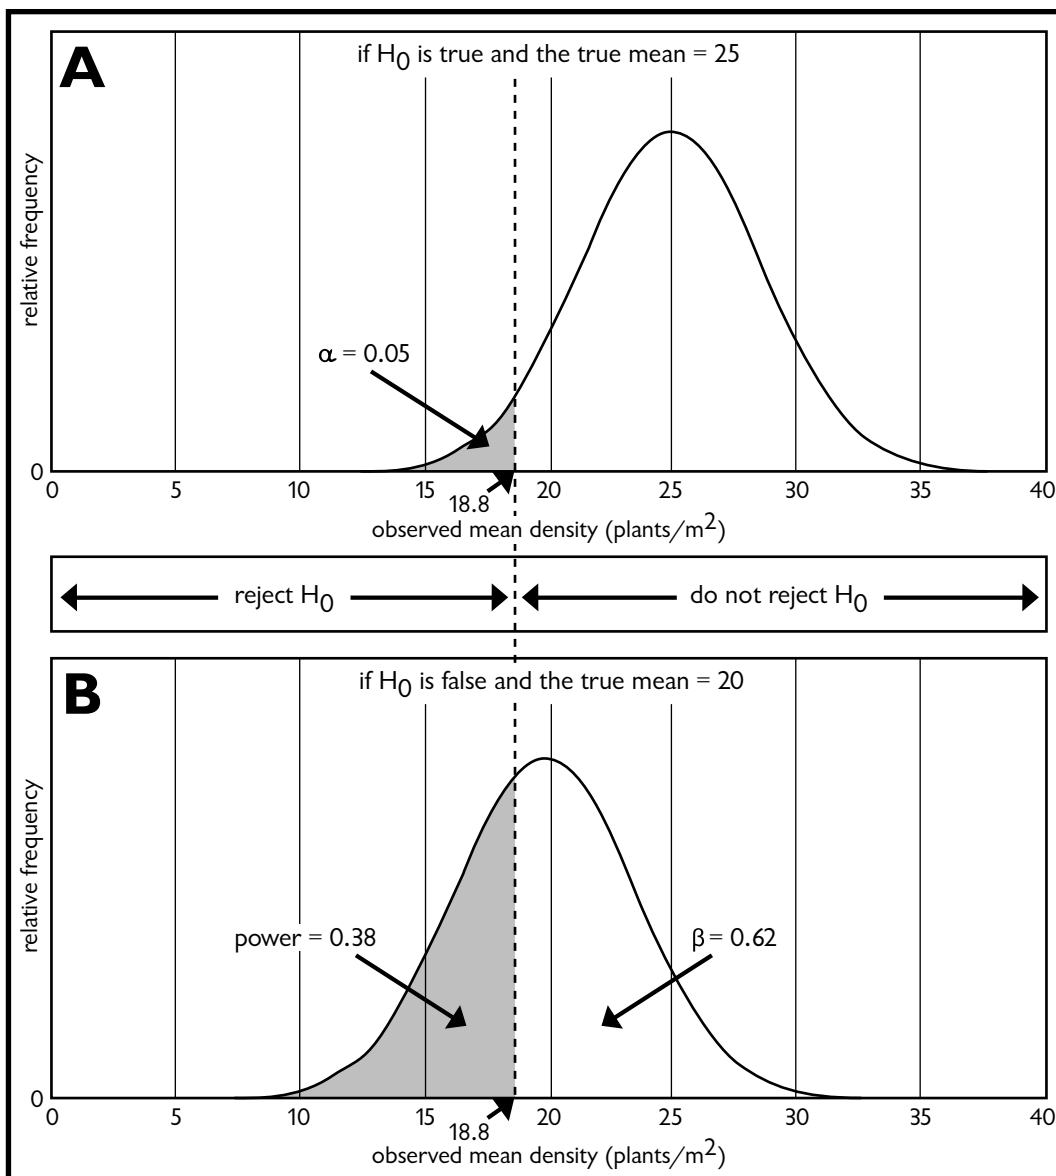 A
if H0 is true and the true mean = 25
relative frequency
α = 0.05
0
0 5 10 15 20 25 30 35 40
18.8
observed mean density (plants/m2)
reject H0 do not reject H0
B
if H0 is false and the true mean = 20
relative frequency
power = 0.38 β = 0.62
0
0 5 10 15 20 25 30 35 40
18.8
observed mean density (plants/m2)